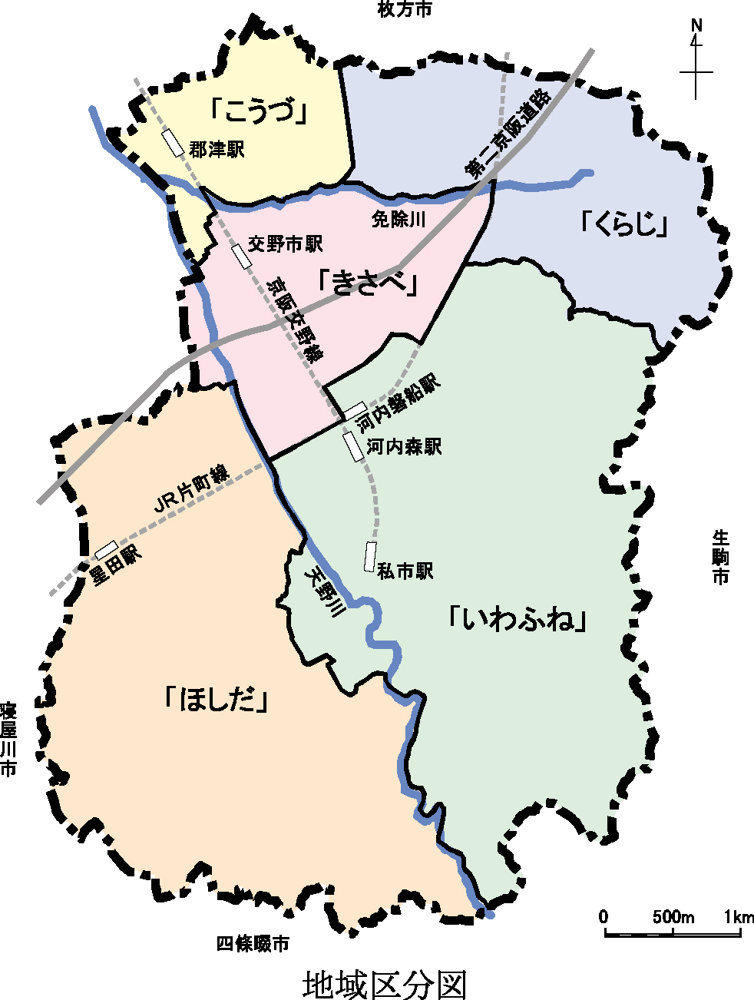 枚方市
N
「こうづ」
第二京阪道路
郡津駅
免除川
「くらじ」
交野市駅
「きさべ」
京阪交野線
河内磐船駅
河内森駅
JR片町線
生駒市
星田駅
私市駅
天野川
「いわふね」
「ほしだ」
寝屋川市
0 500m 1km
四條畷市
地域区分図